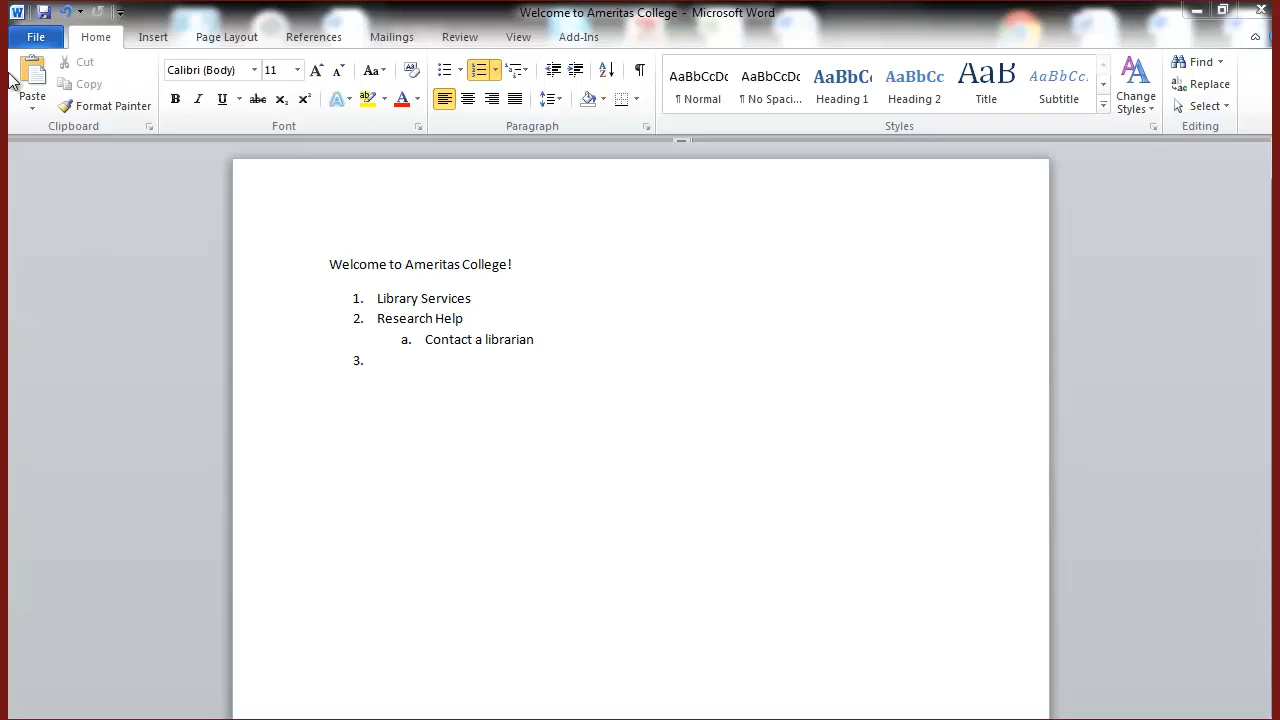 Welcome to Ameritas College - Microsoft Word
File Home Insert Page Layout References Mailings Review View Add-Ins
Paste
Cut
Copy
Format Painter
Clipboard
Calibri (Body) 11
Font
Paragraph
AaBbCcDc AaBbCcDc AaBbC AaBbCc AaB AaBbCc.
¶ Normal ¶ No Spaci... Heading 1 Heading 2 Title Subtitle
Styles
Change
Styles
Find
Replace
Select
Editing
Welcome to Ameritas College!
1. Library Services
2. Research Help
a. Contact a librarian
3.